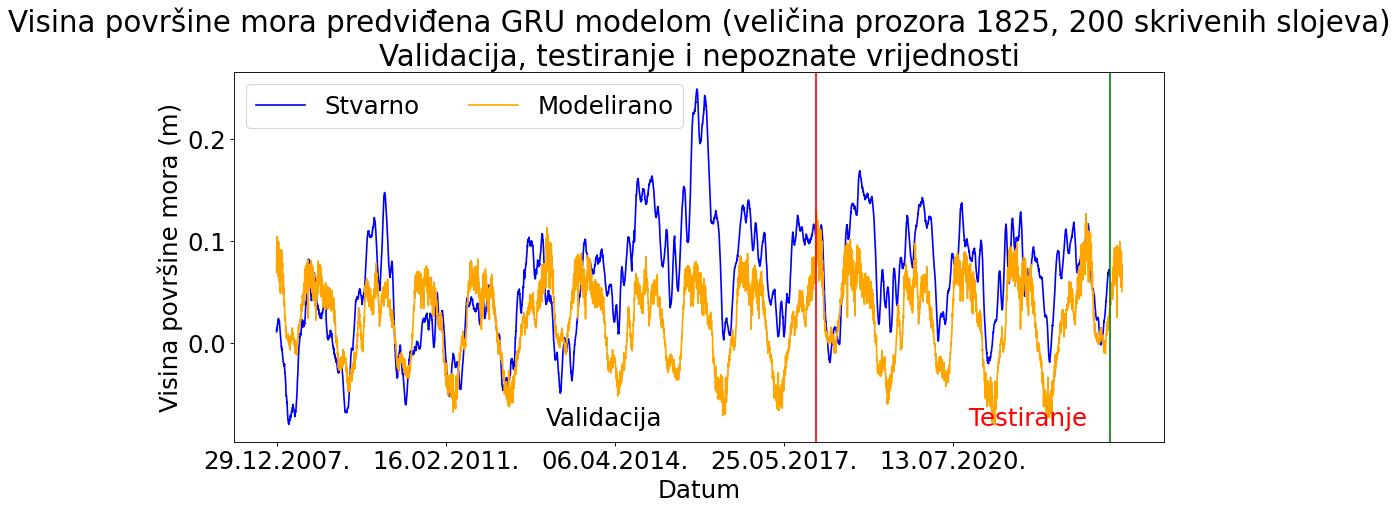 Visina površine mora predviđena GRU modelom (veličina prozora 1825, 200 skrivenih slojeva)
Validacija, testiranje i nepoznate vrijednosti
Stvarno
Modelirano
Visina površine mora (m)
0.2
0.1
0.0
Validacija
Testiranje
29.12.2007.
16.02.2011.
06.04.2014.
25.05.2017.
13.07.2020.
Datum